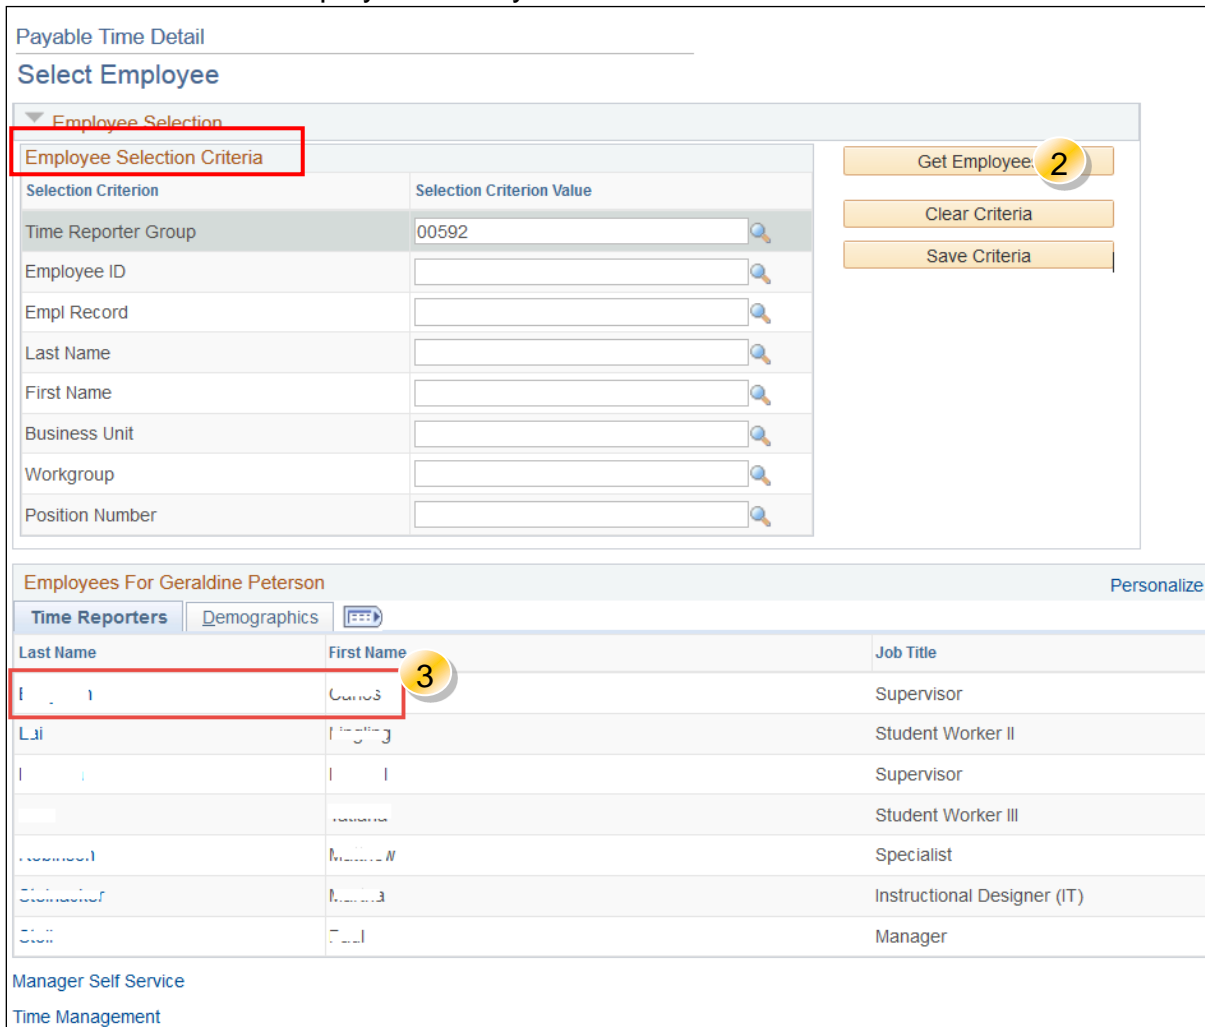 Payable Time Detail
Select Employee
Employee Selection
Employee Selection Criteria
Get Employees 2
Selection Criterion Selection Criterion Value
Clear Criteria
Time Reporter Group 00592
Save Criteria
Employee ID
Empl Record
Last Name
First Name
Business Unit
Workgroup
Position Number
Employees For Geraldine Peterson Personalize
Time Reporters Demographics
Last Name First Name Job Title
3
Supervisor
Lai Student Worker II
Supervisor
Student Worker III
Specialist
Instructional Designer (IT)
Manager
Manager Self Service
Time Management